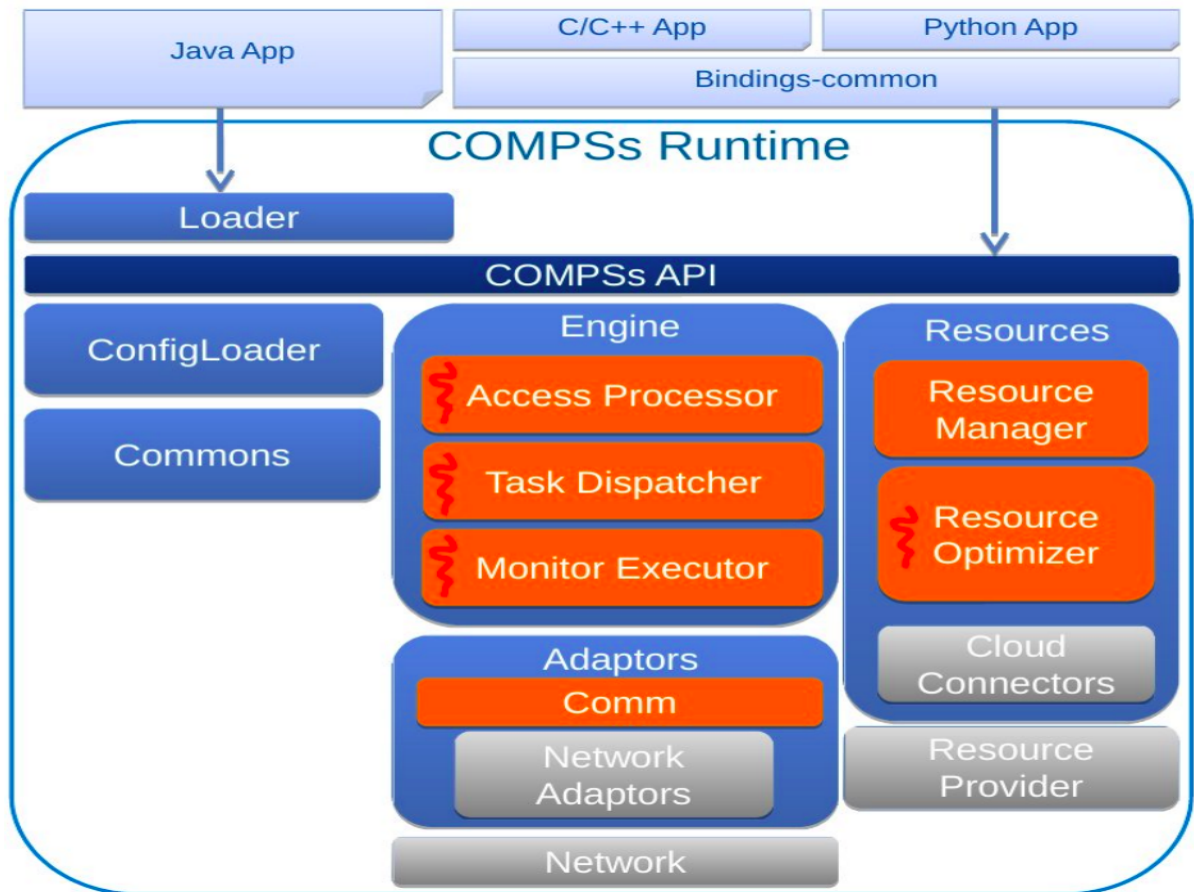 Java App
C/C++ App
Python App
Bindings-common
COMPSs Runtime
Loader
COMPSs API
ConfigLoader
Commons
Engine
Access Processor
Task Dispatcher
Monitor Executor
Resources
Resource
Manager
Resource
Optimizer
Cloud
Connectors
Adaptors
Comm
Network
Adaptors
Resource
Provider
Network